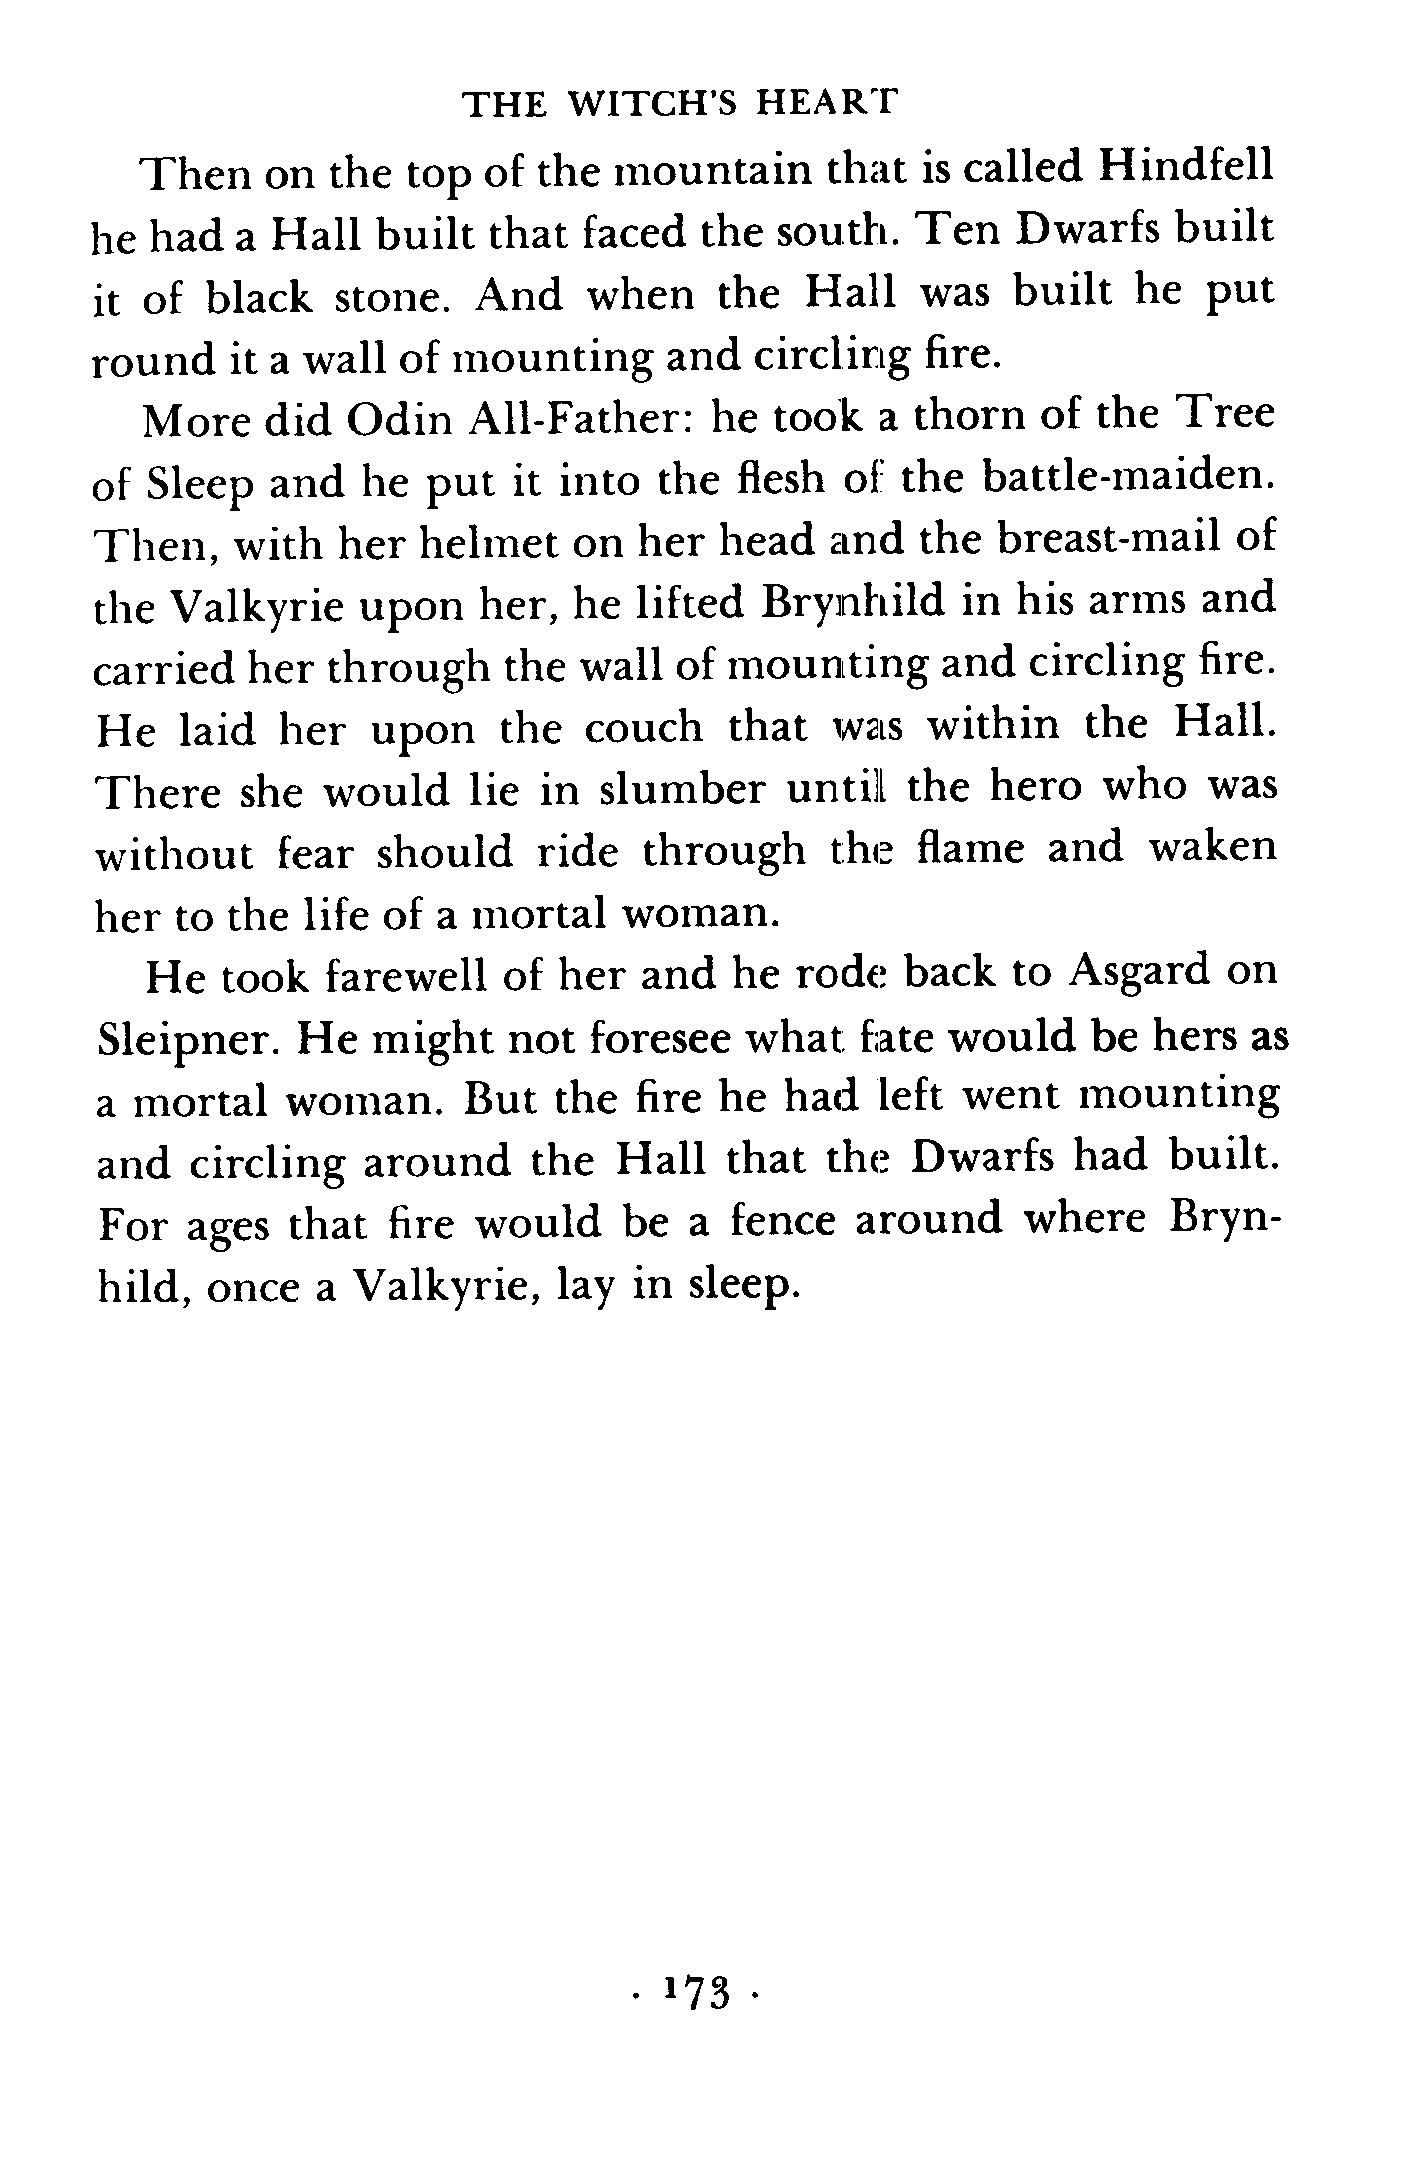 THE WITCH'S HEART
Then on the top of the mountain that is called Hindfell
he had a Hall built that faced the south. Ten Dwarfs built
it of black stone. And when the Hall was built he put
round it a wall of mounting and circling fire.
More did Odin All-Father: he took a thorn of the Tree
of Sleep and he put it into the flesh of the battle-maiden.
Then, with her helmet on her head and the breast-mail of
the Valkyrie upon her, he lifted Brynhild in his arms and
carried her through the wall of mounting and circling fire.
He laid her upon the couch that was within the Hall.
There she would lie in slumber until the hero who was
without fear should ride through the flame and waken
her to the life of a mortal woman.
He took farewell of her and he rode back to Asgard on
Sleipner. He might not foresee what fate would be hers as
a mortal woman. But the fire he had left went mounting
and circling around the Hall that the Dwarfs had built.
For ages that fire would be a fence around where Bryn-
hild, once a Valkyrie, lay in sleep.
· 173 ·